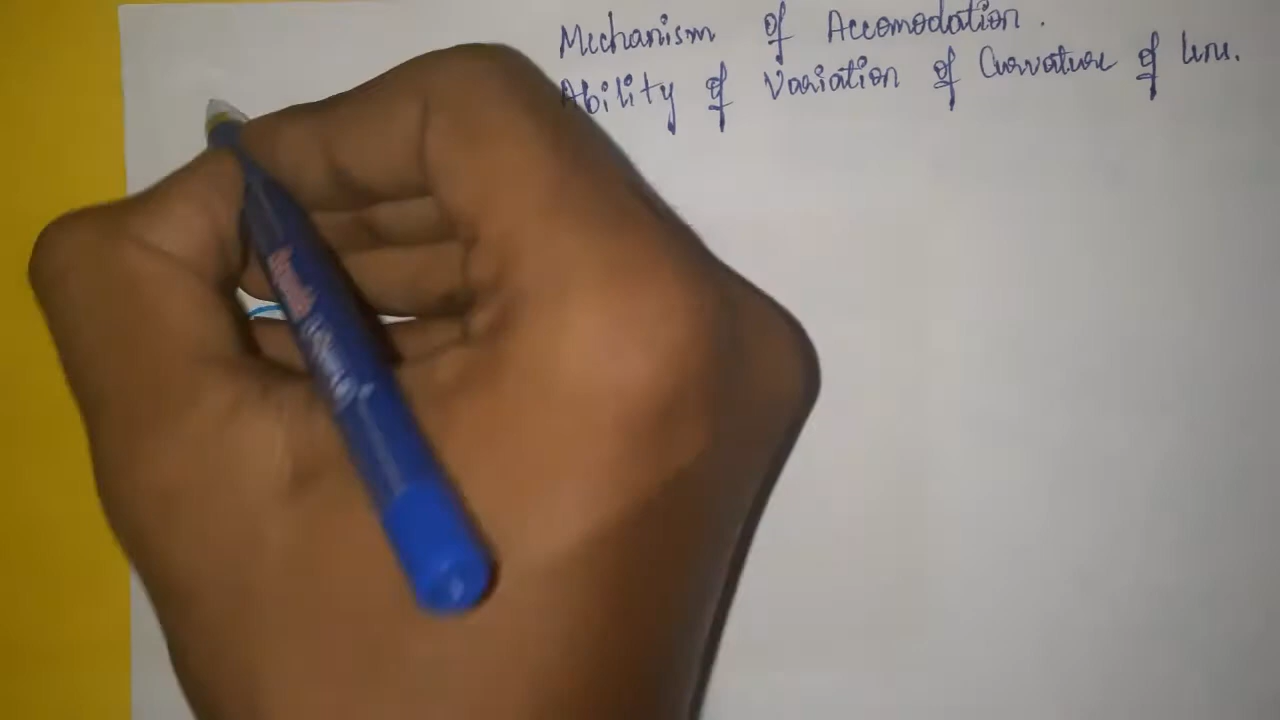 Mechanism of Accomodation.
Ability of Variation of Curvature of lens.